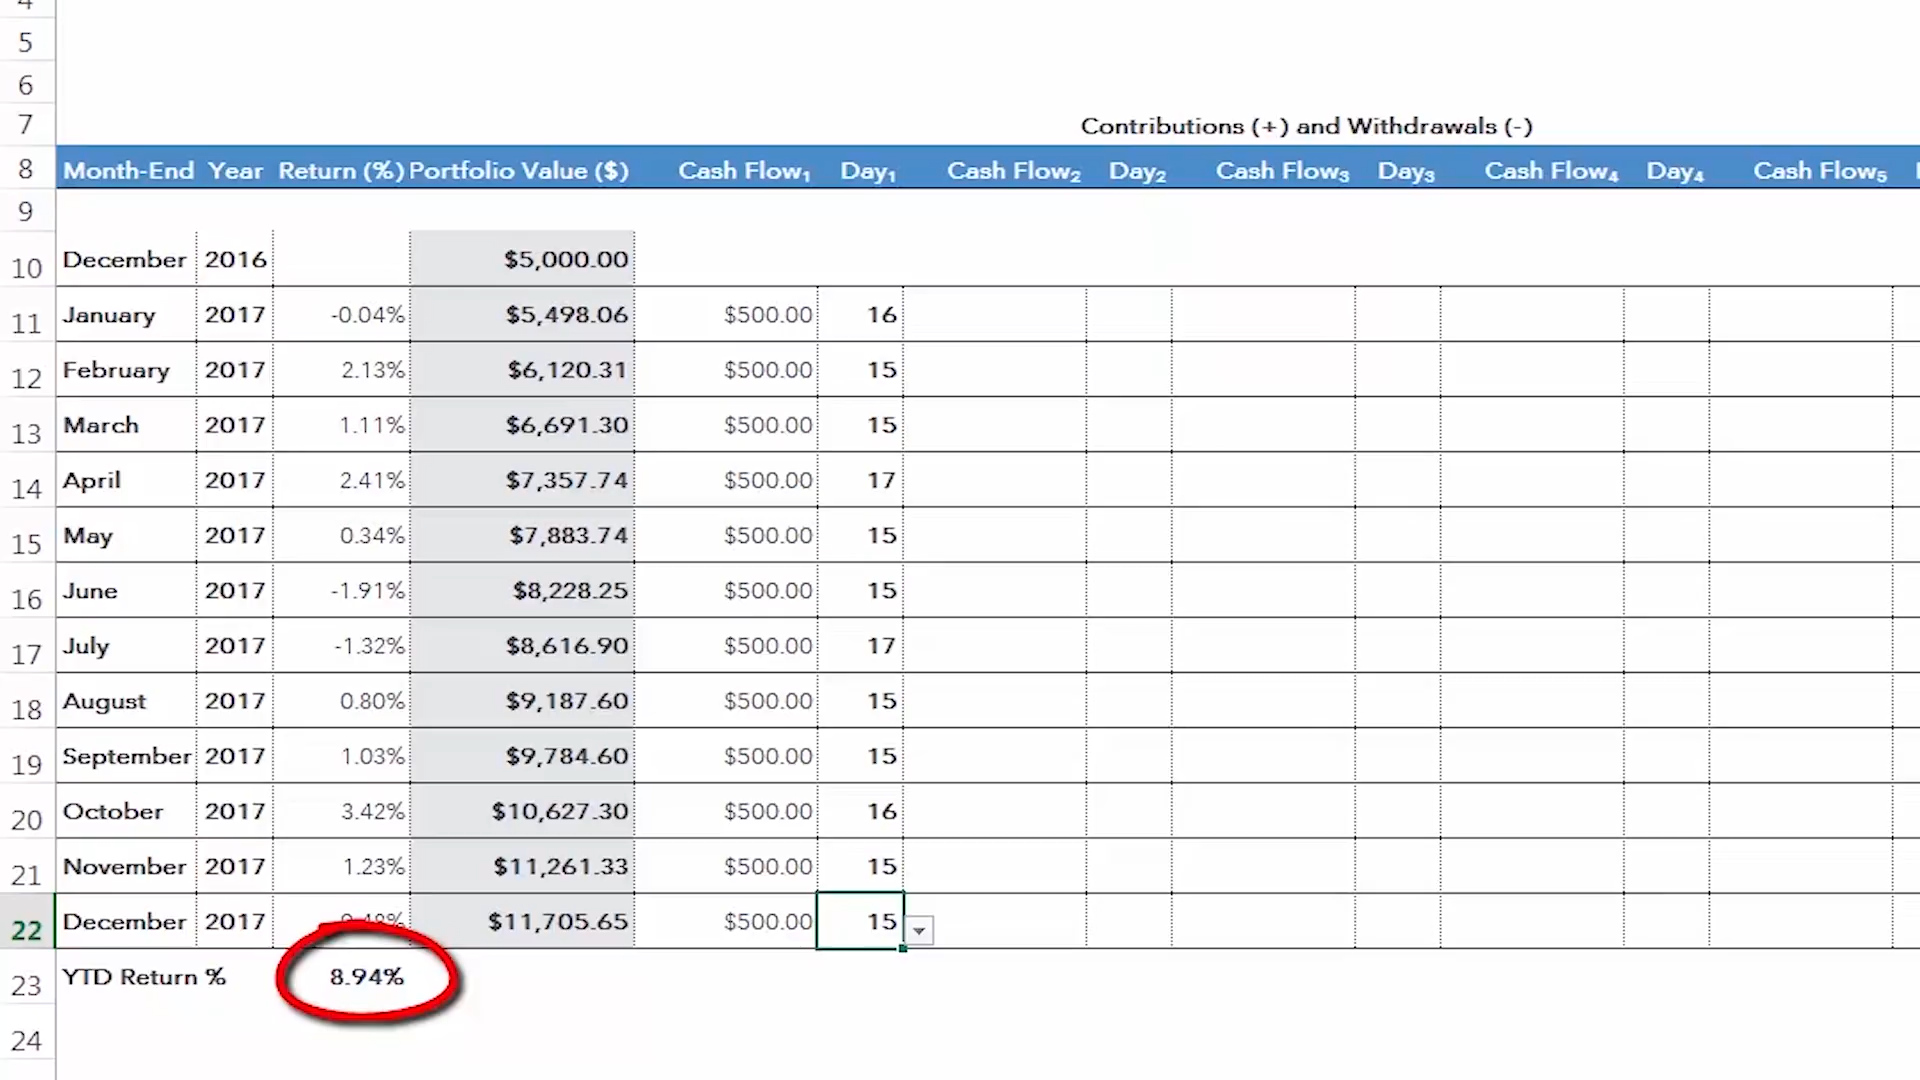 5
6
7 Contributions (+) and Withdrawals (-)
8 Month-End Year Return (%) Portfolio Value ($) Cash Flow₁ Day₁ Cash Flow₂ Day₂ Cash Flow₃ Day₃ Cash Flow₄ Day₄ Cash Flow₅
9
10 December 2016 $5,000.00
11 January 2017 -0.04% $5,498.06 $500.00 16
12 February 2017 2.13% $6,120.31 $500.00 15
13 March 2017 1.11% $6,691.30 $500.00 15
14 April 2017 2.41% $7,357.74 $500.00 17
15 May 2017 0.34% $7,883.74 $500.00 15
16 June 2017 -1.91% $8,228.25 $500.00 15
17 July 2017 -1.32% $8,616.90 $500.00 17
18 August 2017 0.80% $9,187.60 $500.00 15
19 September 2017 1.03% $9,784.60 $500.00 15
20 October 2017 3.42% $10,627.30 $500.00 16
21 November 2017 1.23% $11,261.33 $500.00 15
22 December 2017 $11,705.65 $500.00 15
23 YTD Return % 8.94%
24